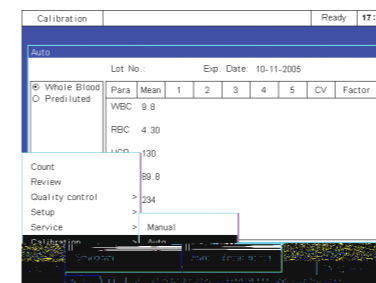 Calibration Ready 17:
Auto
Lot No.: Exp. Date: 10-11-2005
Whole Blood
Prediluted
Para Mean 1 2 3 4 5 CV Factor
WBC 9.8
RBC 4.30
HGB 130
89.8
234
Count
Review
Quality control >
Setup >
Service >
Calibration > Auto
Manual